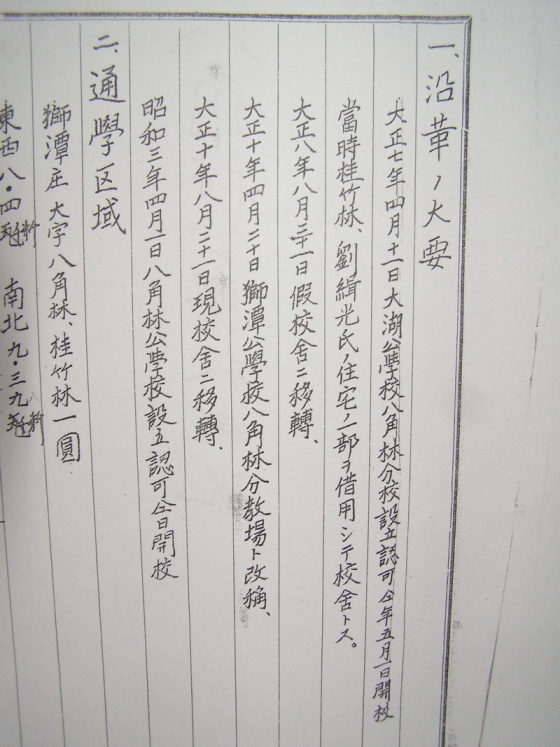 一、沿革ノ大要
大正七年四月十一日大湖公學校八角林分校設立認可仝年五月一日開校
當時桂竹林、劉緝光氏ノ住宅ノ一部ヲ借用シテ校舍トス。
大正八年八月三十一日假校舍ニ移轉、
大正十年四月二十日獅潭公學校八角林分教場ト改稱、
大正十年八月二十一日現校舍ニ移轉、
昭和三年四月一日八角林公學校設立認可仝日開校
二、通學区域
獅潭庄大字八角林、桂竹林一圓
東西八・四 南北九・三九